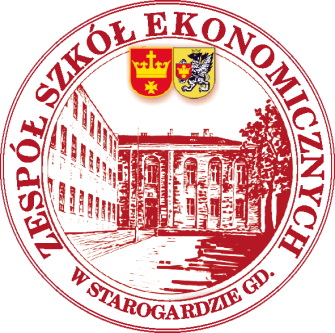 ZESPÓŁ SZKÓŁ EKONOMICZNYCH
W STAROGARDZIE GD.